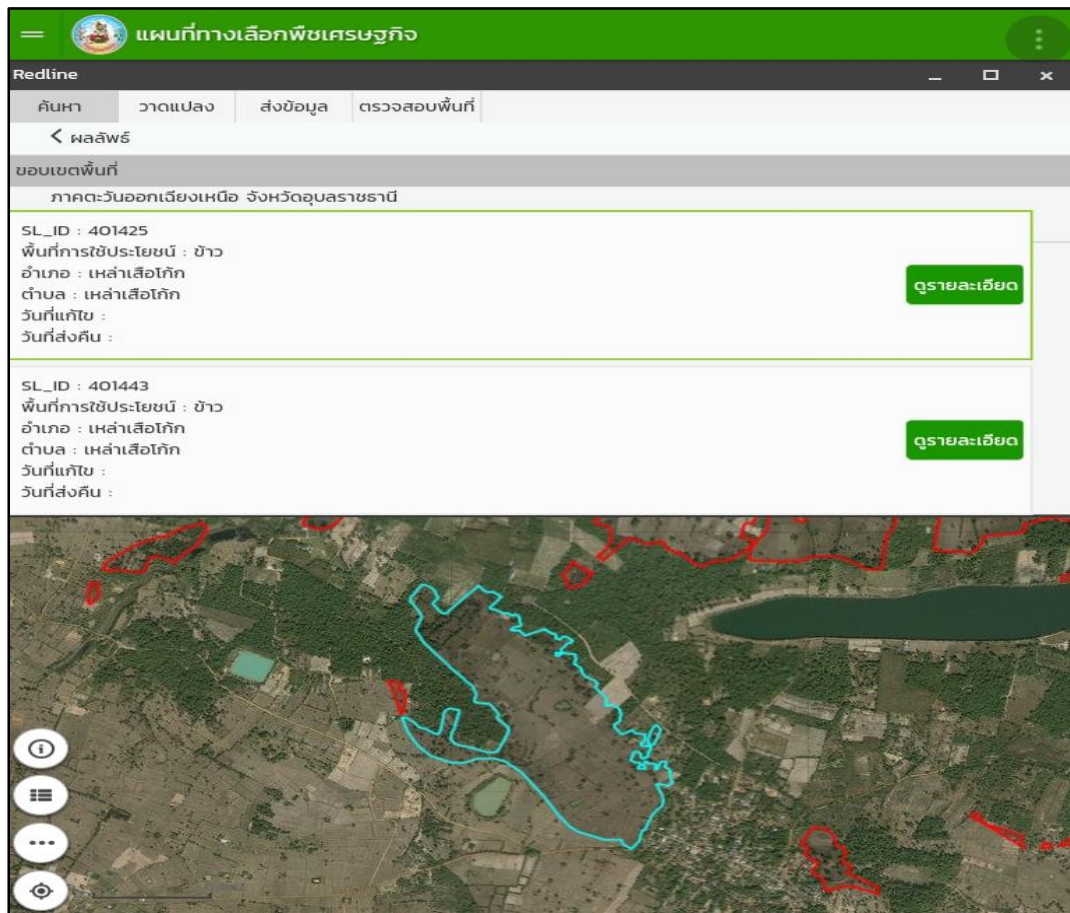 แผนที่ทางเลือกพืชเศรษฐกิจ
Redline
ค้นหา วาดแปลง ส่งข้อมูล ตรวจสอบพื้นที่
ผลลัพธ์
ขอบเขตพื้นที่
ภาคตะวันออกเฉียงเหนือ จังหวัดอุบลราชธานี
SL_ID : 401425
พื้นที่การใช้ประโยชน์ : ข้าว
อำเภอ : เหล่าเสือโก้ก
ตำบล : เหล่าเสือโก้ก
วันที่แก้ไข :
วันที่ส่งคืน :
ดูรายละเอียด
SL_ID : 401443
พื้นที่การใช้ประโยชน์ : ข้าว
อำเภอ : เหล่าเสือโก้ก
ตำบล : เหล่าเสือโก้ก
วันที่แก้ไข :
วันที่ส่งคืน :
ดูรายละเอียด